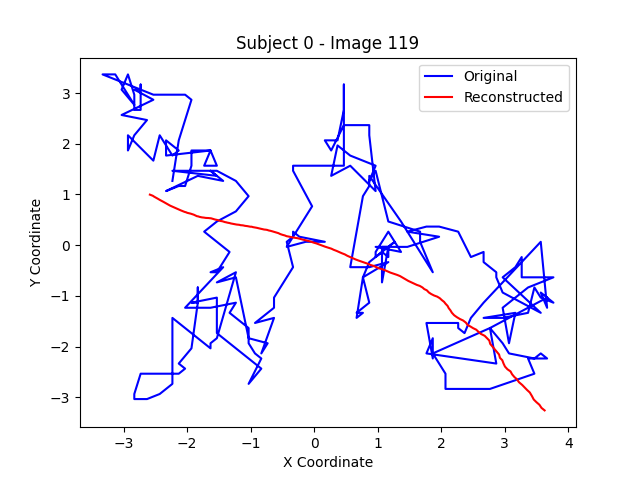 Subject 0 - Image 119
Original
Reconstructed
Y Coordinate
3
2
1
0
−1
−2
−3
−3 −2 −1 0 1 2 3 4
X Coordinate